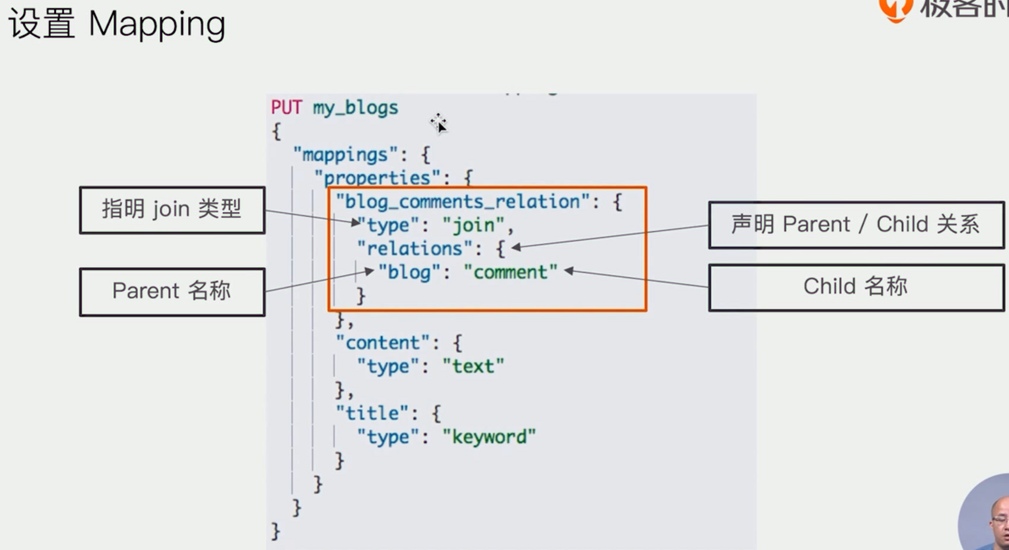 设置 Mapping
PUT my_blogs
{
"mappings": {
"properties": {
"blog_comments_relation": {
"type": "join",
"relations": {
"blog": "comment"
}
},
"content": {
"type": "text"
},
"title": {
"type": "keyword"
}
}
}
}
指明 join 类型
Parent 名称
声明 Parent / Child 关系
Child 名称